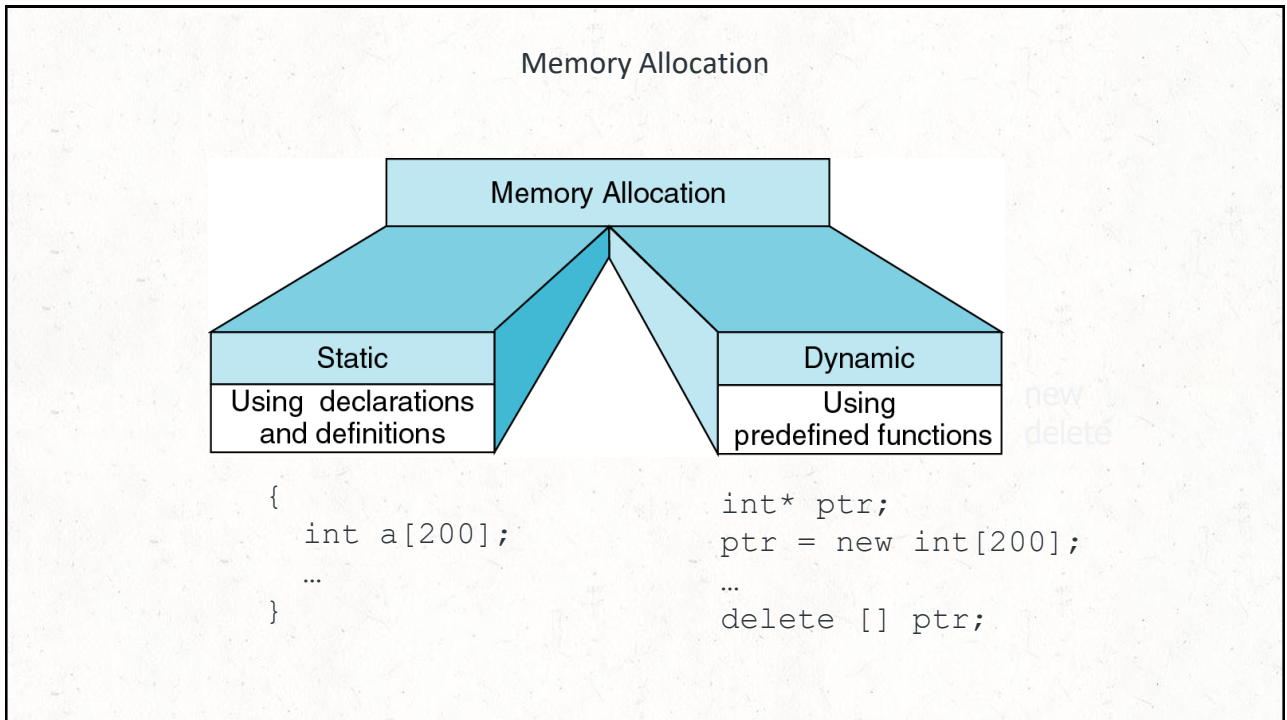 Memory Allocation
Memory Allocation
Static
Using declarations
and definitions
Dynamic
Using
predefined functions
new
delete
{
int a[200];
…
}
int* ptr;
ptr = new int[200];
…
delete [] ptr;